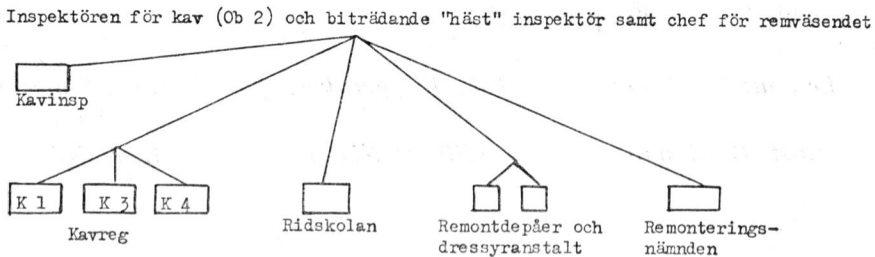 Inspektören för kav (Ob 2) och biträdande "häst" inspektör samt chef för remväsendet
Kavinsp
K 1 K 3 K 4
Kavreg
Ridskolan
Remontdepåer och
dressyranstalt
Remonterings-
nämnden